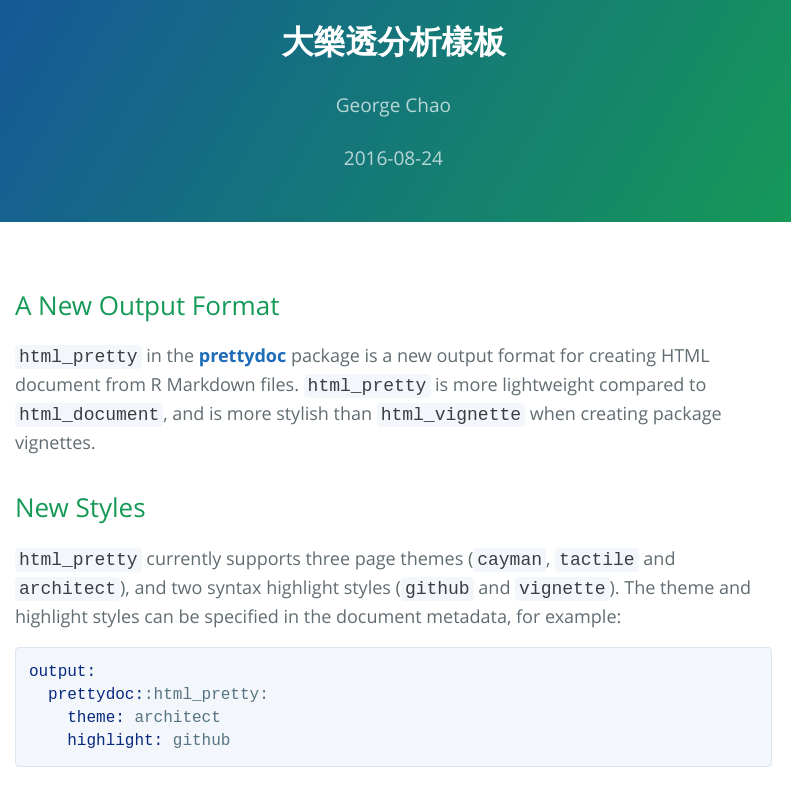 大樂透分析樣板
George Chao
2016-08-24
A New Output Format
html_pretty in the prettydoc package is a new output format for creating HTML
document from R Markdown files. html_pretty is more lightweight compared to
html_document, and is more stylish than html_vignette when creating package
vignettes.
New Styles
html_pretty currently supports three page themes (cayman, tactile and
architect), and two syntax highlight styles (github and vignette). The theme and
highlight styles can be specified in the document metadata, for example:
output:
  prettydoc::html_pretty:
    theme: architect
    highlight: github